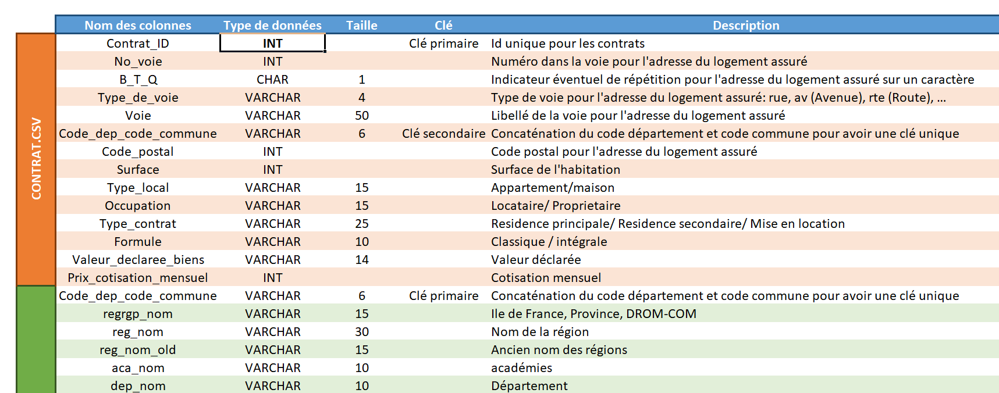 Nom des colonnes Type de données Taille Clé Description
CONTRAT.CSV
Contrat_ID INT Clé primaire Id unique pour les contrats
No_voie INT Numéro dans la voie pour l'adresse du logement assuré
B_T_Q CHAR 1 Indicateur éventuel de répétition pour l'adresse du logement assuré sur un caractère
Type_de_voie VARCHAR 4 Type de voie pour l'adresse du logement assuré: rue, av (Avenue), rte (Route), ...
Voie VARCHAR 50 Libellé de la voie pour l'adresse du logement assuré
Code_dep_code_commune VARCHAR 6 Clé secondaire Concaténation du code département et code commune pour avoir une clé unique
Code_postal INT Code postal pour l'adresse du logement assuré
Surface INT Surface de l'habitation
Type_local VARCHAR 15 Appartement/maison
Occupation VARCHAR 15 Locataire/ Proprietaire
Type_contrat VARCHAR 25 Residence principale/ Residence secondaire/ Mise en location
Formule VARCHAR 10 Classique / intégrale
Valeur_declaree_biens VARCHAR 14 Valeur déclarée
Prix_cotisation_mensuel INT Cotisation mensuel
Code_dep_code_commune VARCHAR 6 Clé primaire Concaténation du code département et code commune pour avoir une clé unique
regrgp_nom VARCHAR 15 Ile de France, Province, DROM-COM
reg_nom VARCHAR 30 Nom de la région
reg_nom_old VARCHAR 15 Ancien nom des régions
aca_nom VARCHAR 10 académies
dep_nom VARCHAR 10 Département